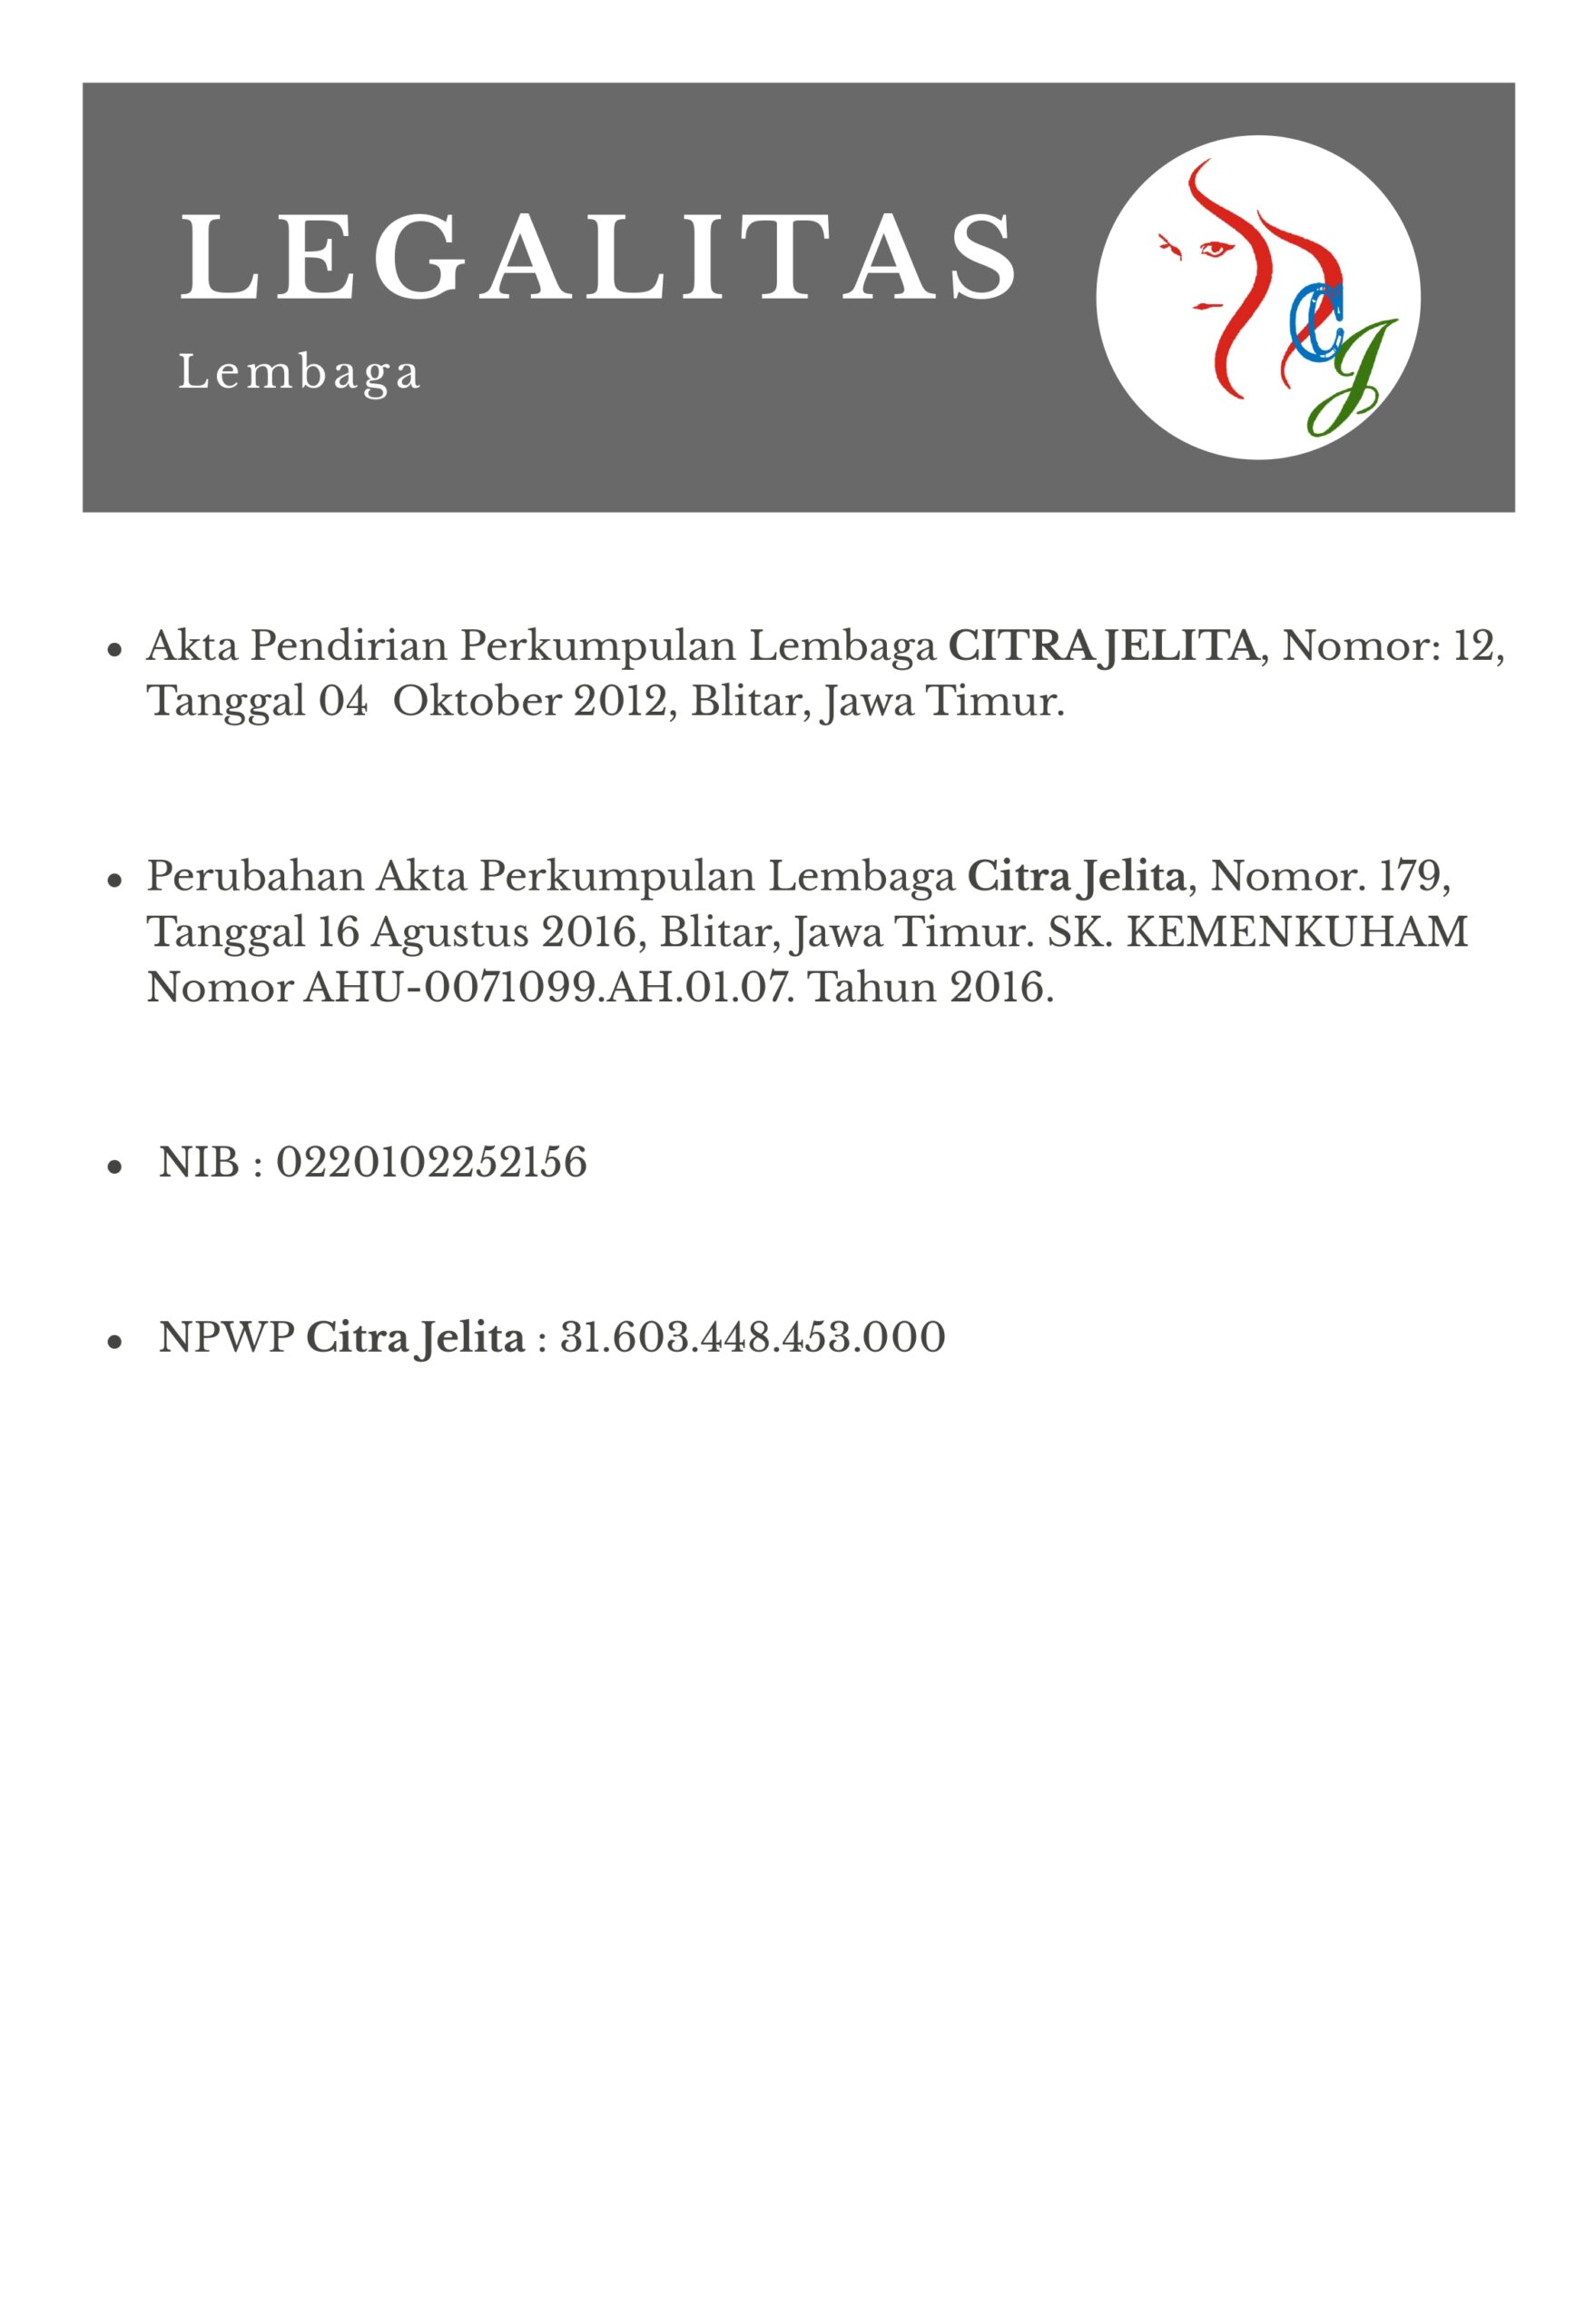 LEGALITAS
Lembaga
CJ
• Akta Pendirian Perkumpulan Lembaga CITRA JELITA, Nomor: 12,
Tanggal 04 Oktober 2012, Blitar, Jawa Timur.
• Perubahan Akta Perkumpulan Lembaga Citra Jelita, Nomor. 179,
Tanggal 16 Agustus 2016, Blitar, Jawa Timur. SK. KEMENKUHAM
Nomor AHU-0071099.AH.01.07. Tahun 2016.
• NIB : 0220102252156
• NPWP Citra Jelita : 31.603.448.453.000